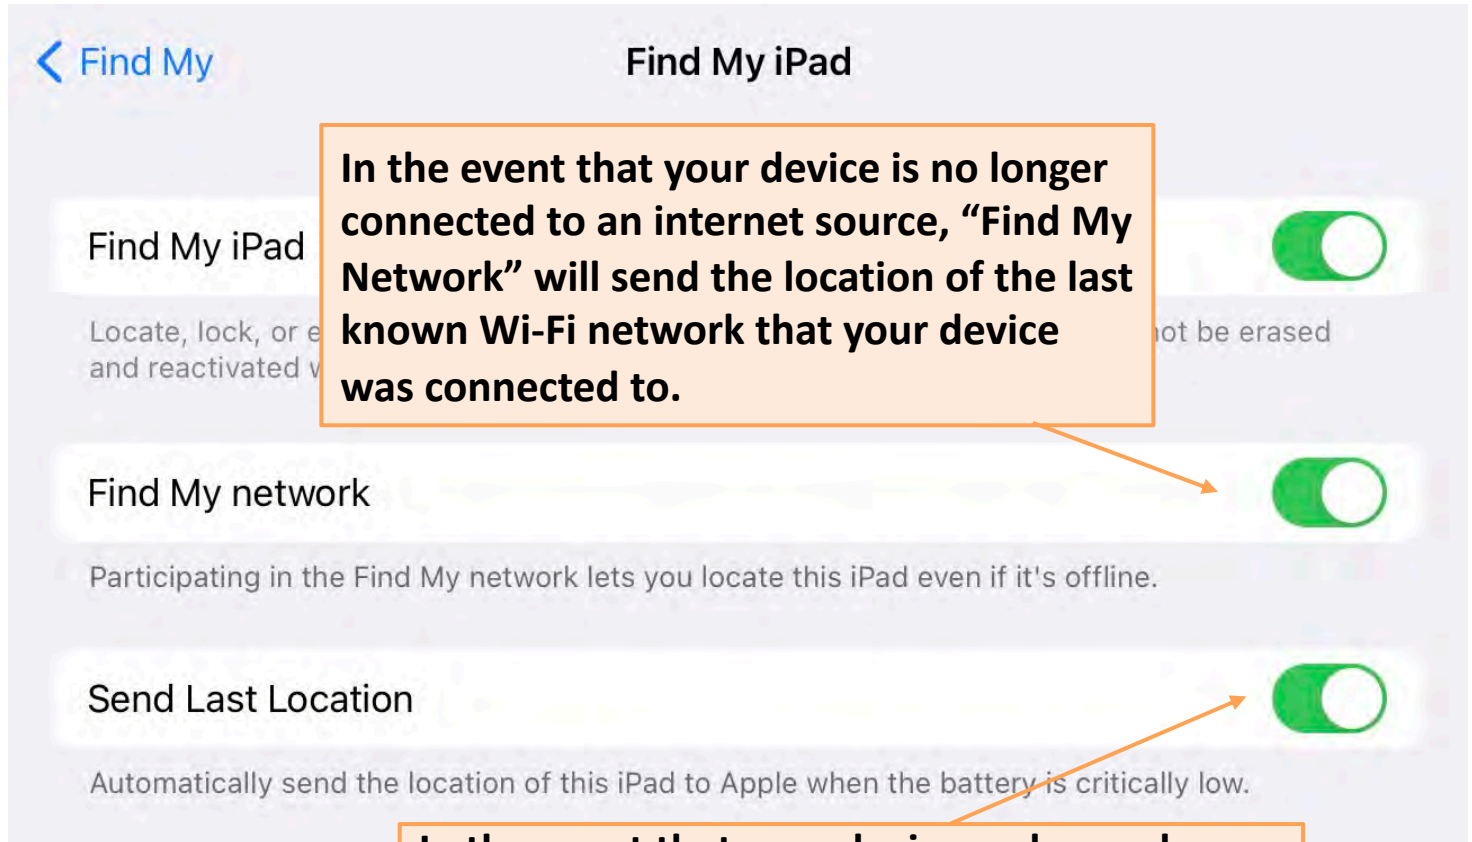 Find My
Find My iPad
In the event that your device is no longer
connected to an internet source, “Find My
Network” will send the location of the last
known Wi-Fi network that your device
was connected to.
Find My iPad
Locate, lock, or
not be erased
and reactivated
Find My network
Participating in the Find My network lets you locate this iPad even if it's offline.
Send Last Location
Automatically send the location of this iPad to Apple when the battery is critically low.